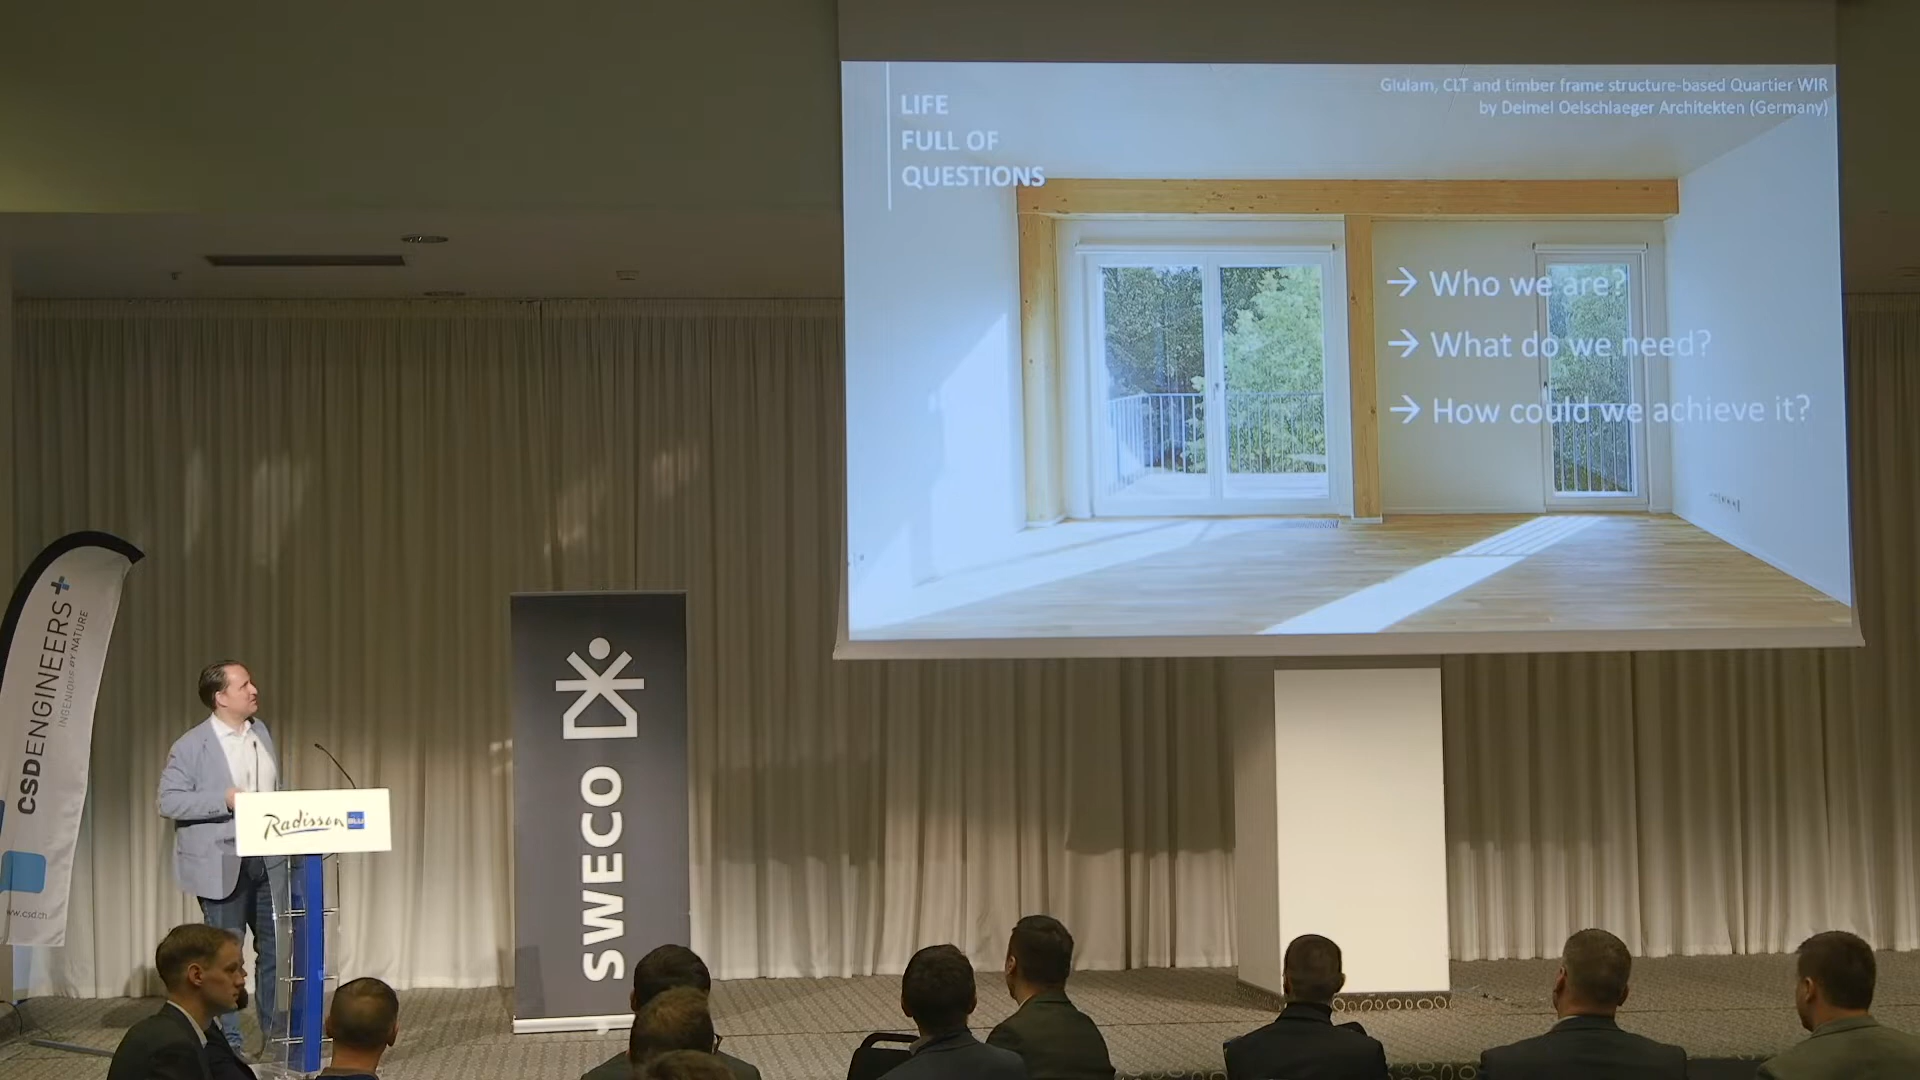 LIFE
FULL OF
QUESTIONS
Glulam, CLT and timber frame structure-based Quartier WIR
by Deimel Oelschlaeger Architekten (Germany)
→ Who we are?
→ What do we need?
→ How could we achieve it?
CSDENGINEERS+
INGENIOUS BY NATURE
www.csd.ch
Radisson BLU
SWECO